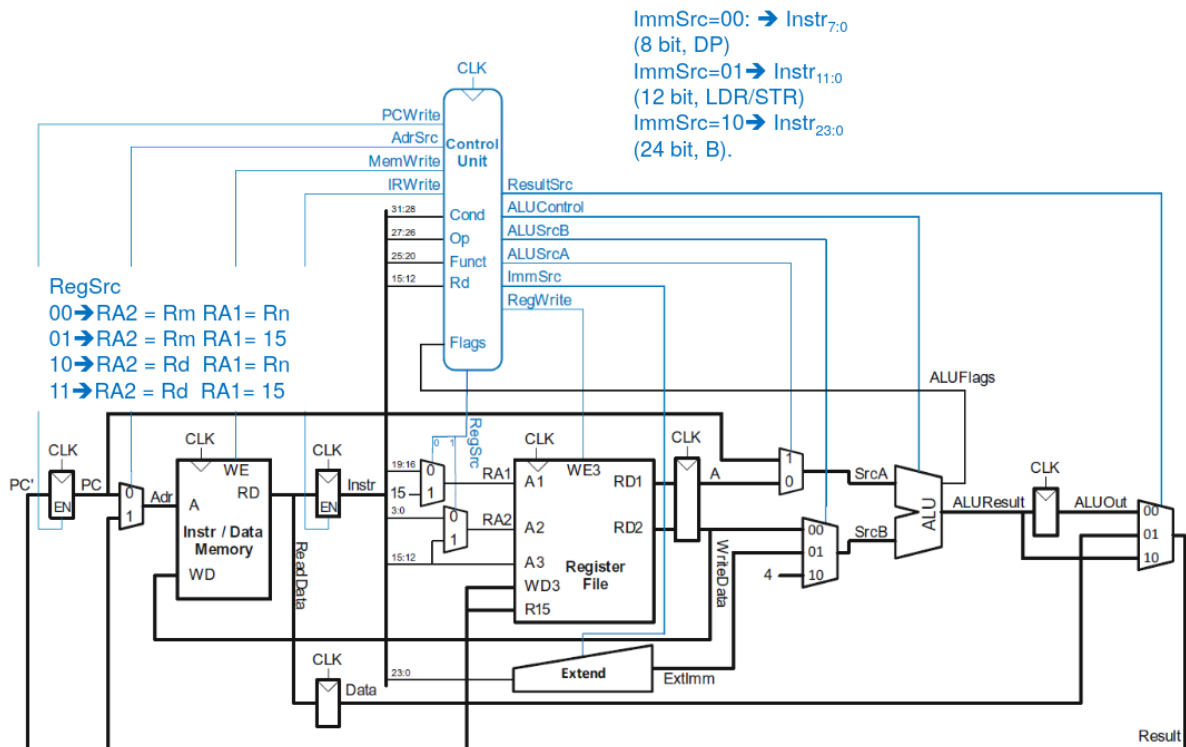 ImmSrc=00: ➔ Instr7:0
(8 bit, DP)
ImmSrc=01➔ Instr11:0
(12 bit, LDR/STR)
ImmSrc=10➔ Instr23:0
(24 bit, B).
CLK
PCWrite
AdrSrc
MemWrite
IRWrite
Control
Unit
ResultSrc
ALUControl
ALUSrcB
ALUSrcA
ImmSrc
RegWrite
31:28
Cond
27:26
Op
25:20
Funct
15:12
Rd
Flags
RegSrc
00➔RA2 = Rm RA1= Rn
01➔RA2 = Rm RA1= 15
10➔RA2 = Rd RA1= Rn
11➔RA2 = Rd RA1= 15
ALUFlags
RegSrc
0 1
CLK
CLK
CLK
CLK
CLK
CLK
PC'
EN
PC
0
1
Adr
A
WE
RD
Instr / Data
Memory
WD
EN
Instr
ReadData
19:16
15
0
1
RA1
3:0
15:12
0
1
RA2
A1
A2
A3
WD3
R15
WE3
RD1
RD2
Register
File
A
WriteData
1
0
SrcA
00
01
10
4
SrcB
ALU
ALUResult
ALUOut
00
01
10
23:0
Extend
ExtImm
CLK
Data
Result